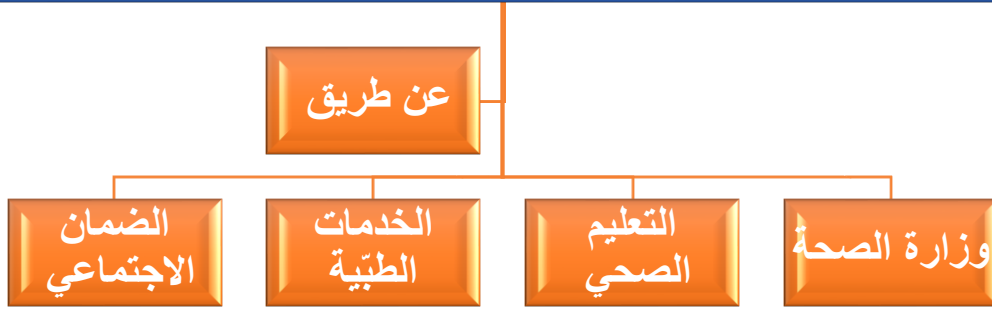 عن طريق
وزارة الصحة
التعليم
الصحي
الخدمات
الطبّية
الضمان
الاجتماعي